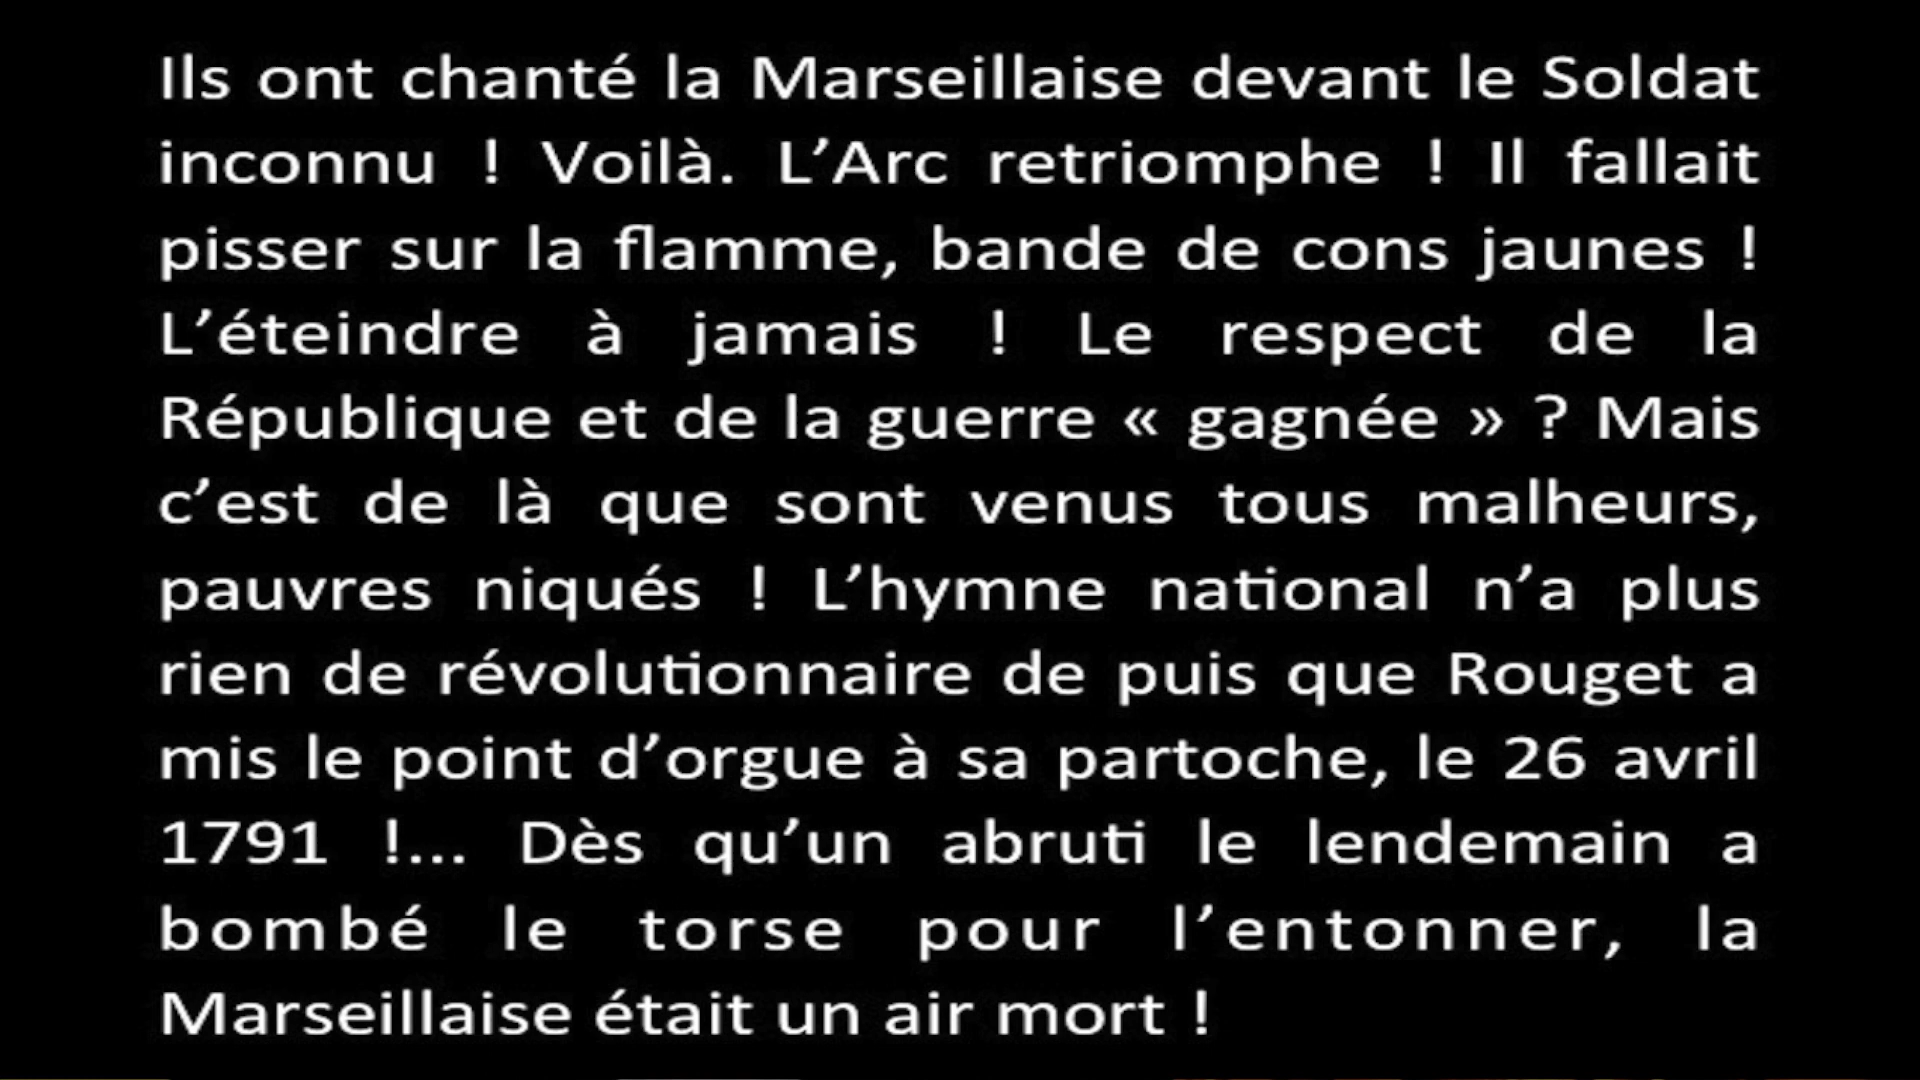 Ils ont chanté la Marseillaise devant le Soldat
inconnu ! Voilà. L’Arc retriomphe ! Il fallait
pisser sur la flamme, bande de cons jaunes !
L’éteindre à jamais ! Le respect de la
République et de la guerre « gagnée » ? Mais
c’est de là que sont venus tous malheurs,
pauvres niqués ! L’hymne national n’a plus
rien de révolutionnaire de puis que Rouget a
mis le point d’orgue à sa partoche, le 26 avril
1791 !... Dès qu’un abruti le lendemain a
bombé le torse pour l’entonner, la
Marseillaise était un air mort !